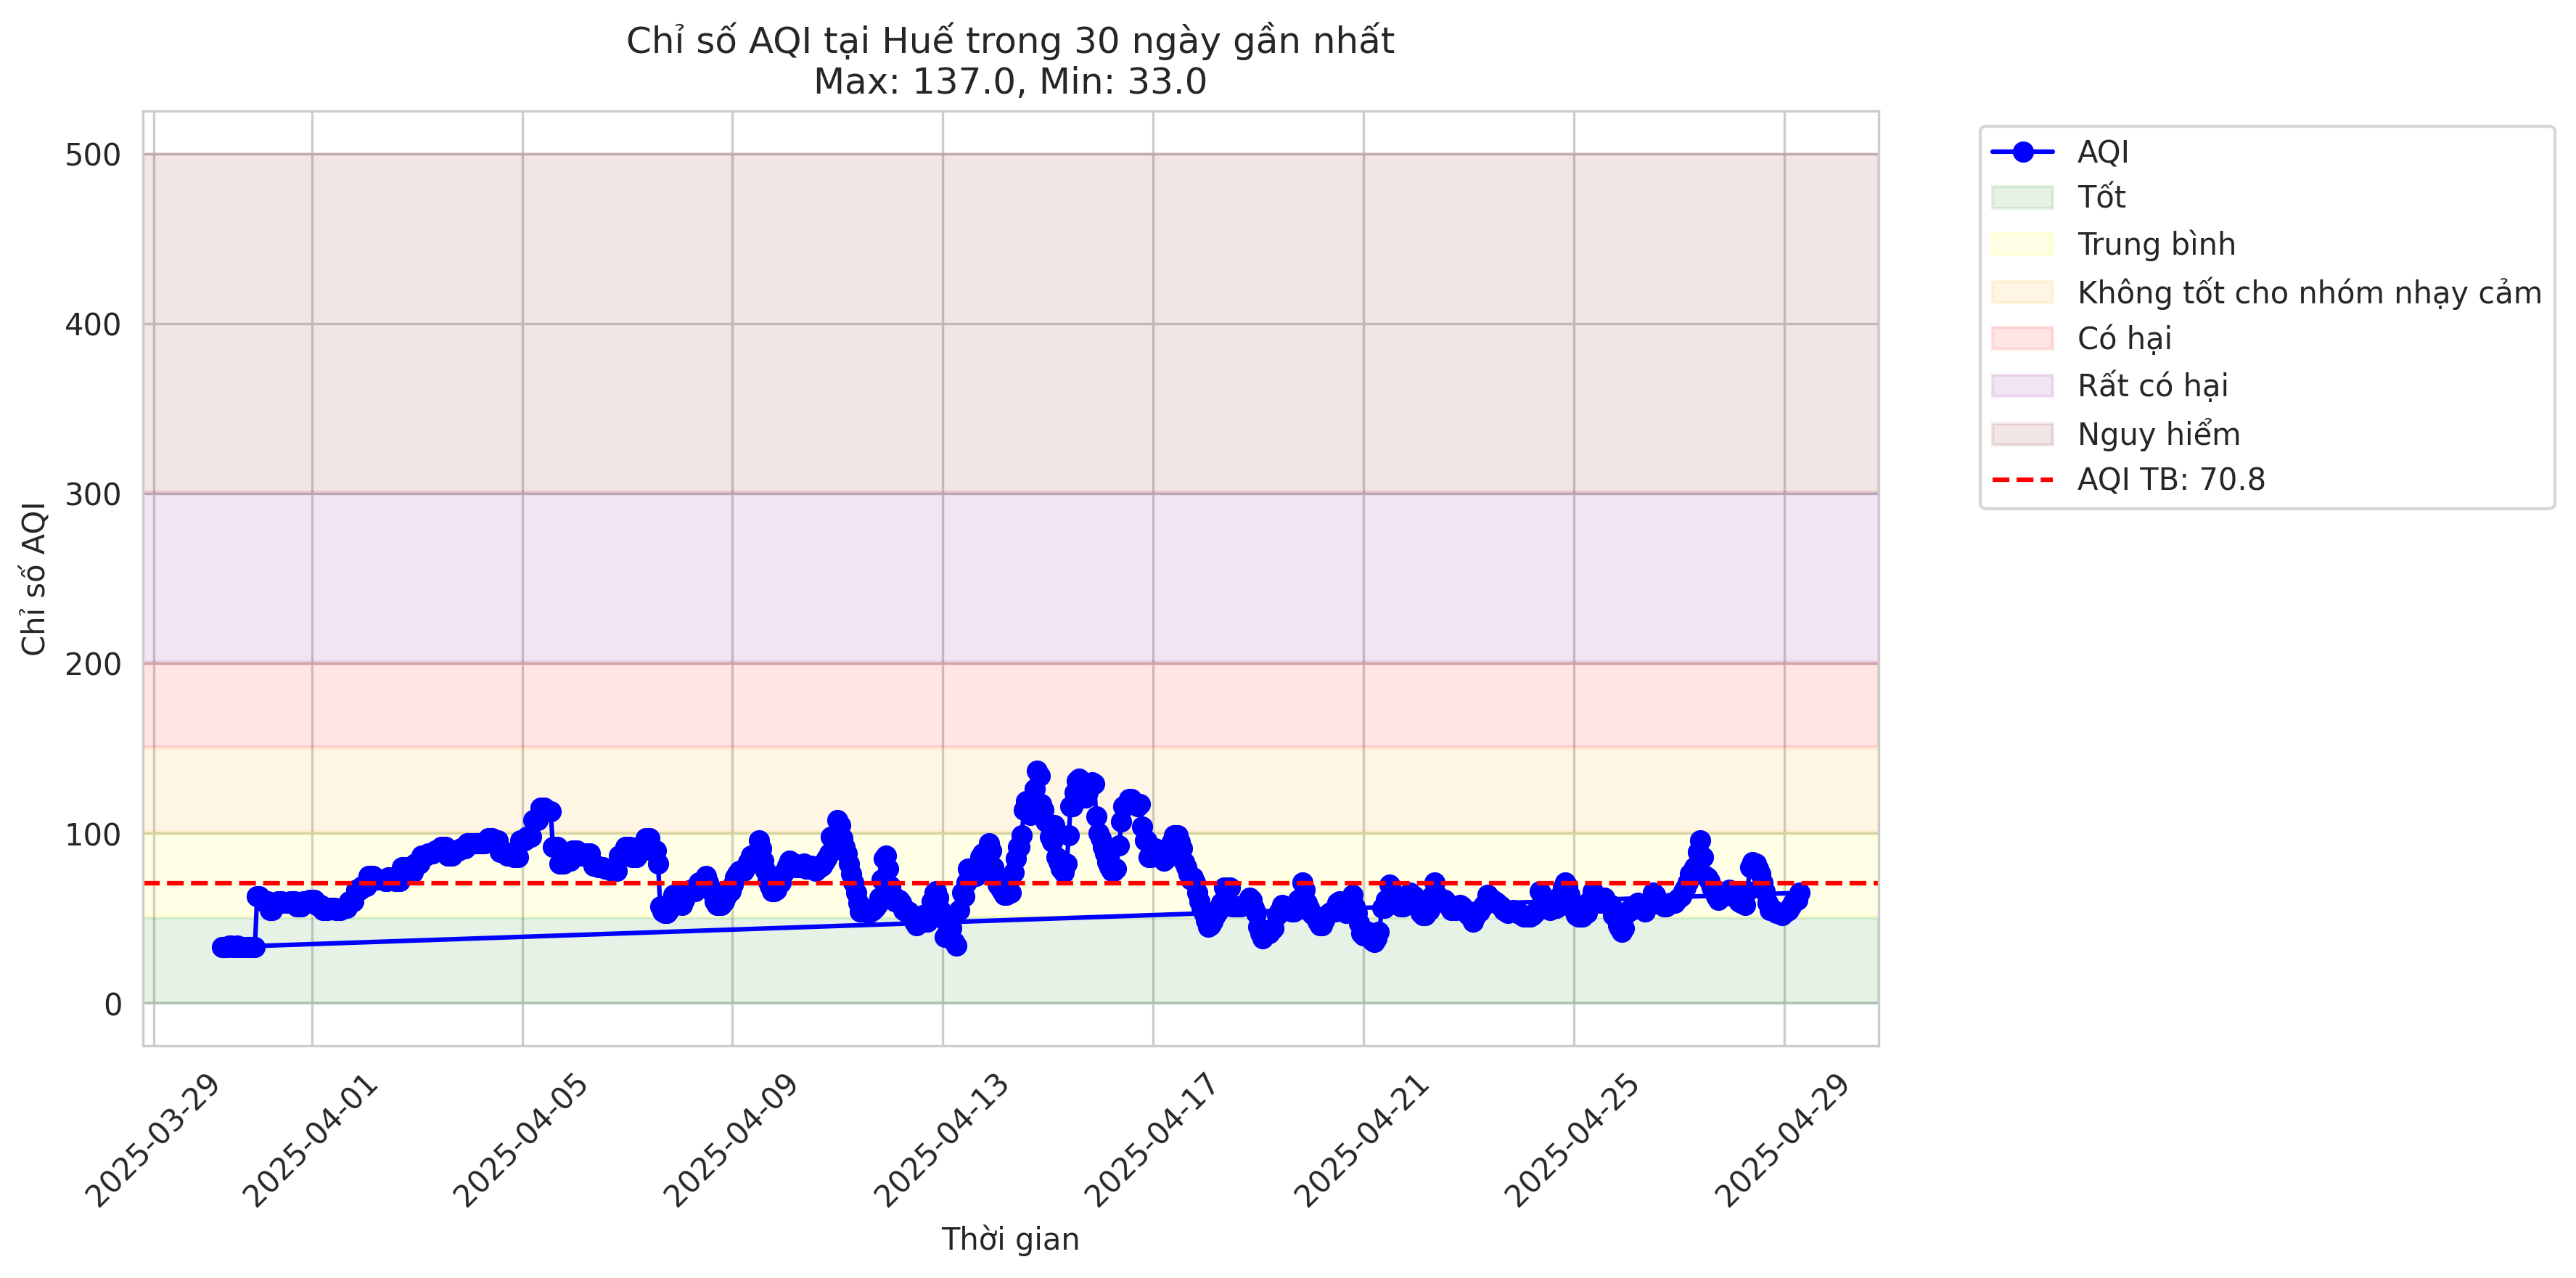 Chỉ số AQI tại Huế trong 30 ngày gần nhất
Max: 137.0, Min: 33.0
Chỉ số AQI
500
400
300
200
100
0
2025-03-29
2025-04-01
2025-04-05
2025-04-09
2025-04-13
2025-04-17
2025-04-21
2025-04-25
2025-04-29
Thời gian
AQI
Tốt
Trung bình
Không tốt cho nhóm nhạy cảm
Có hại
Rất có hại
Nguy hiểm
AQI TB: 70.8